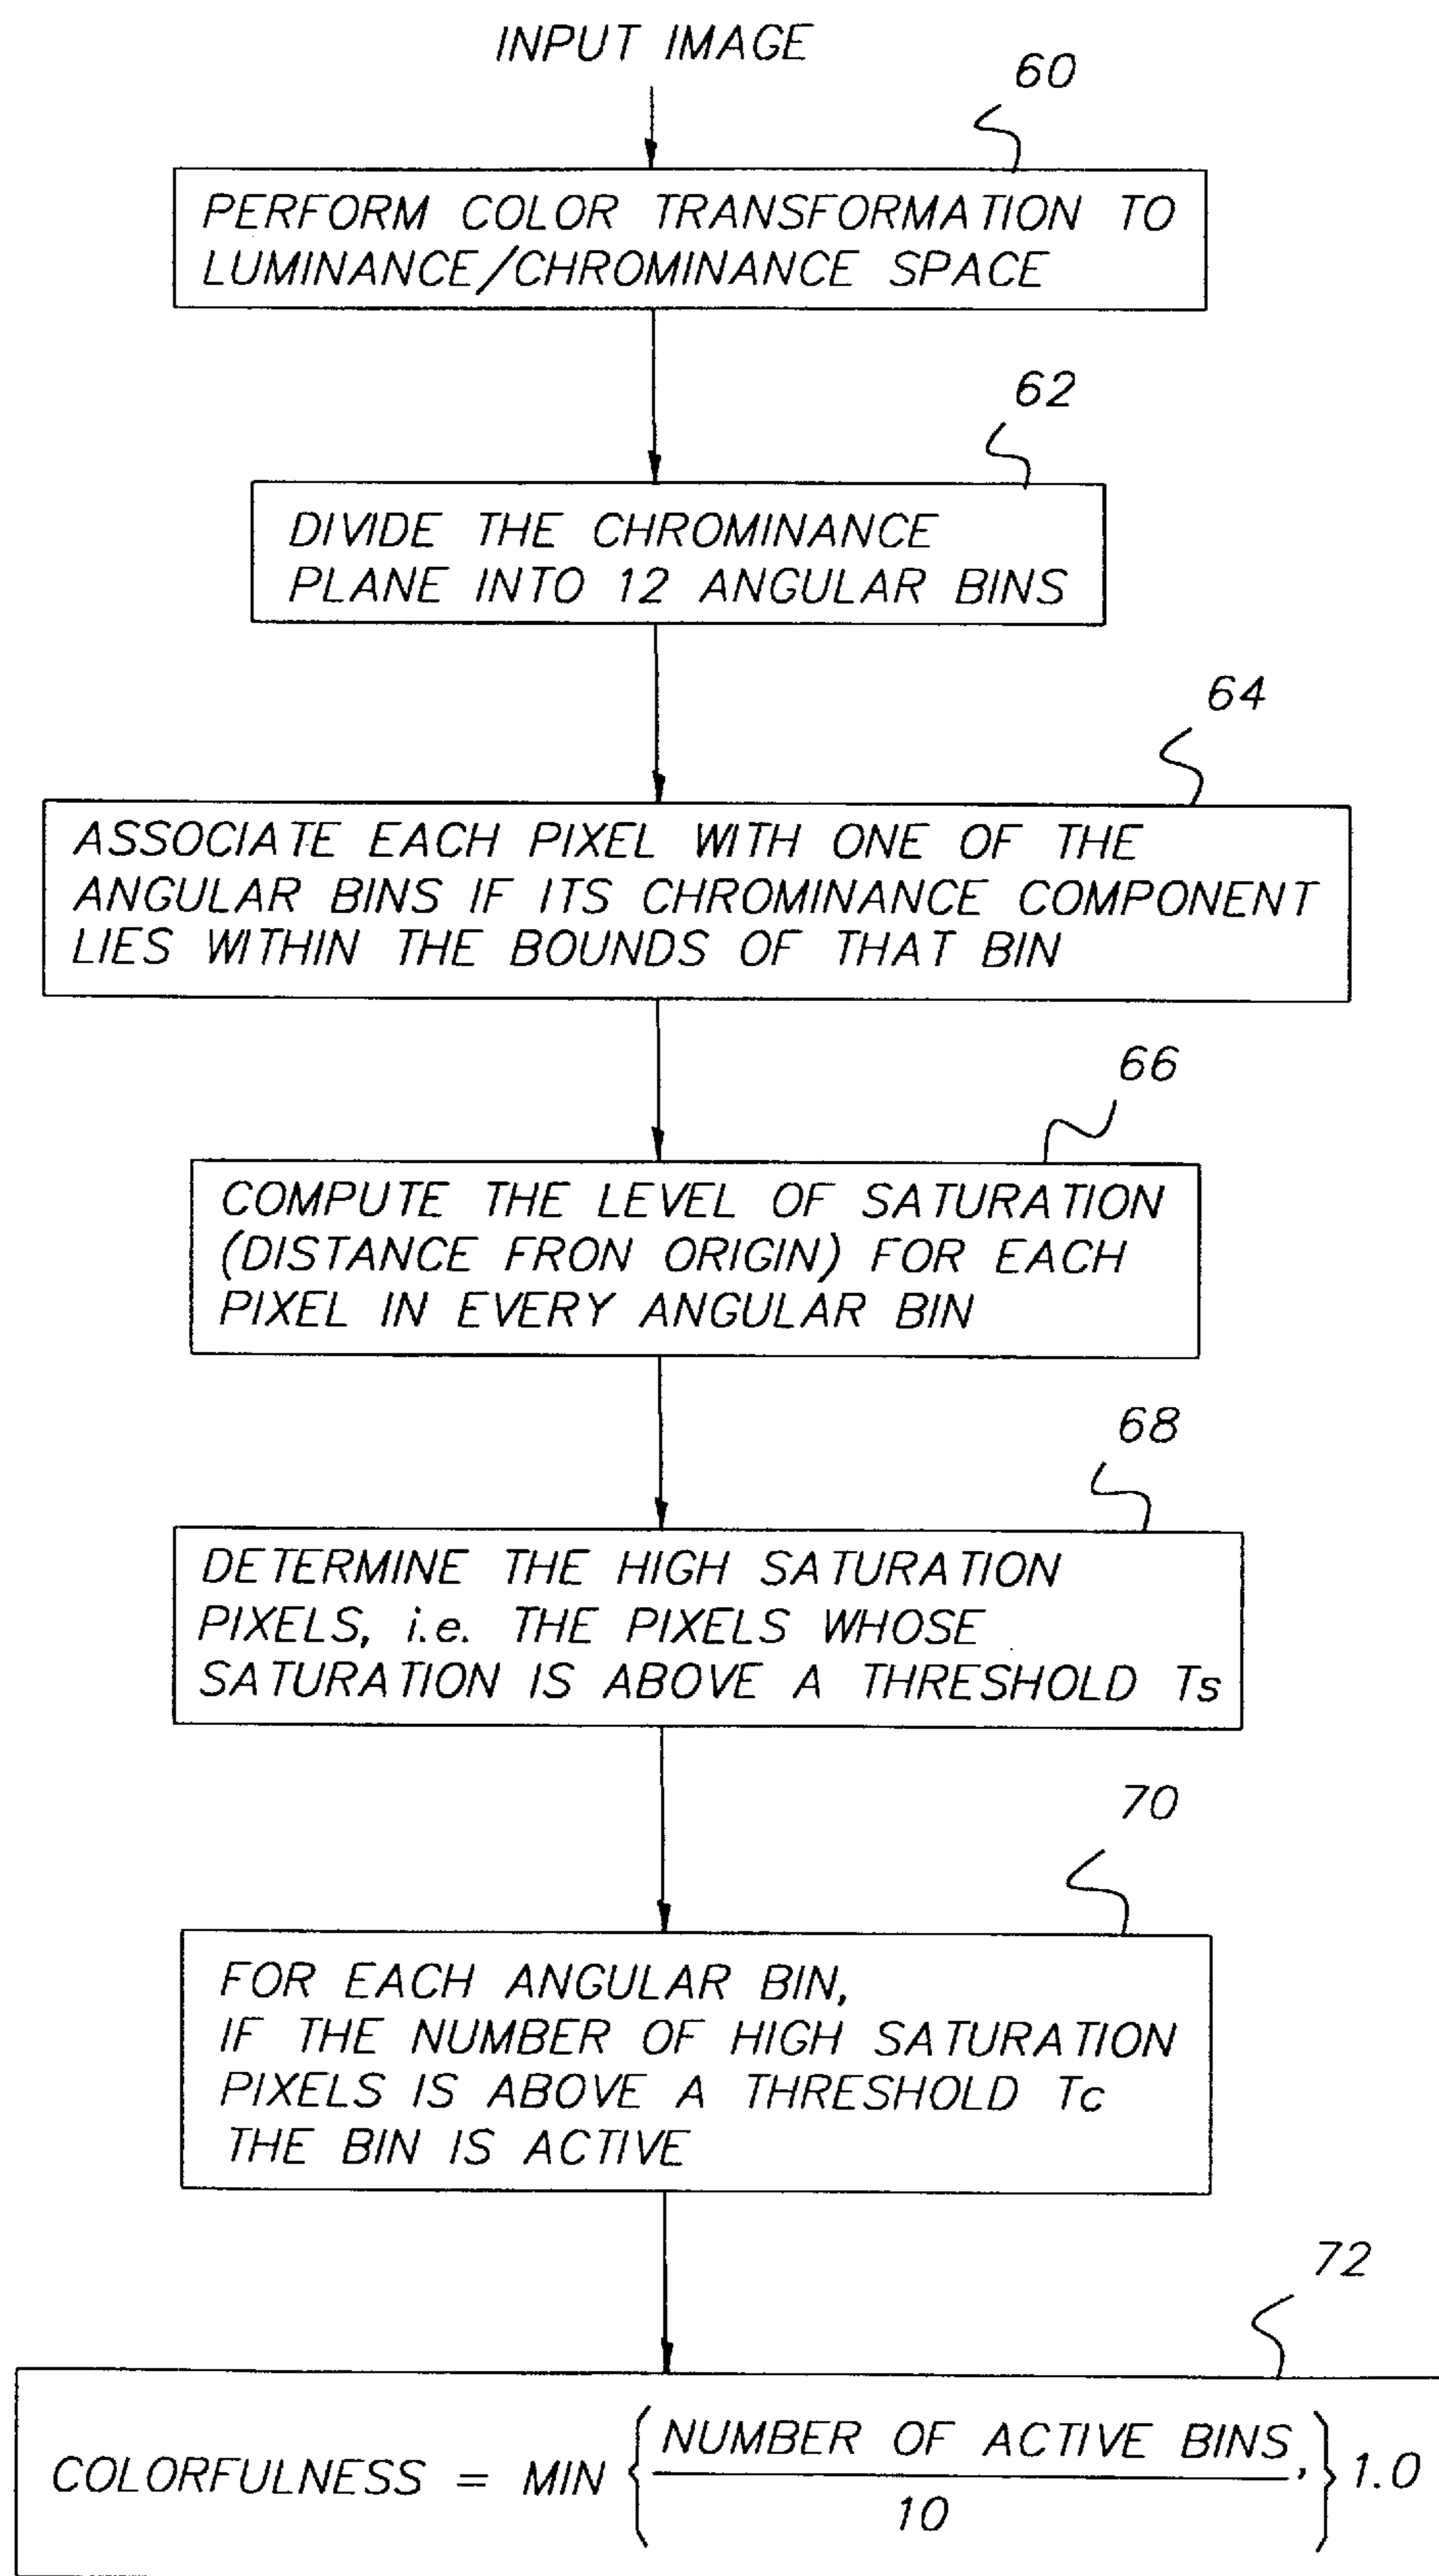 INPUT IMAGE
60
PERFORM COLOR TRANSFORMATION TO
LUMINANCE/CHROMINANCE SPACE
62
DIVIDE THE CHROMINANCE
PLANE INTO 12 ANGULAR BINS
64
ASSOCIATE EACH PIXEL WITH ONE OF THE
ANGULAR BINS IF ITS CHROMINANCE COMPONENT
LIES WITHIN THE BOUNDS OF THAT BIN
66
COMPUTE THE LEVEL OF SATURATION
(DISTANCE FRON ORIGIN) FOR EACH
PIXEL IN EVERY ANGULAR BIN
68
DETERMINE THE HIGH SATURATION
PIXELS, i.e. THE PIXELS WHOSE
SATURATION IS ABOVE A THRESHOLD Ts
70
FOR EACH ANGULAR BIN,
IF THE NUMBER OF HIGH SATURATION
PIXELS IS ABOVE A THRESHOLD Tc
THE BIN IS ACTIVE
72
COLORFULNESS = MIN { NUMBER OF ACTIVE BINS / 10 , } 1.0